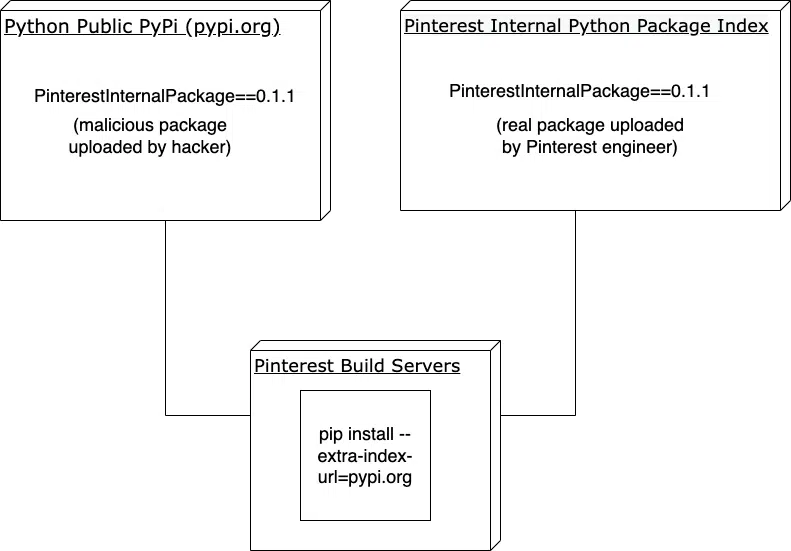 Python Public PyPi (pypi.org)
PinterestInternalPackage==0.1.1
(malicious package
uploaded by hacker)
Pinterest Internal Python Package Index
PinterestInternalPackage==0.1.1
(real package uploaded
by Pinterest engineer)
Pinterest Build Servers
pip install --
extra-index-
url=pypi.org